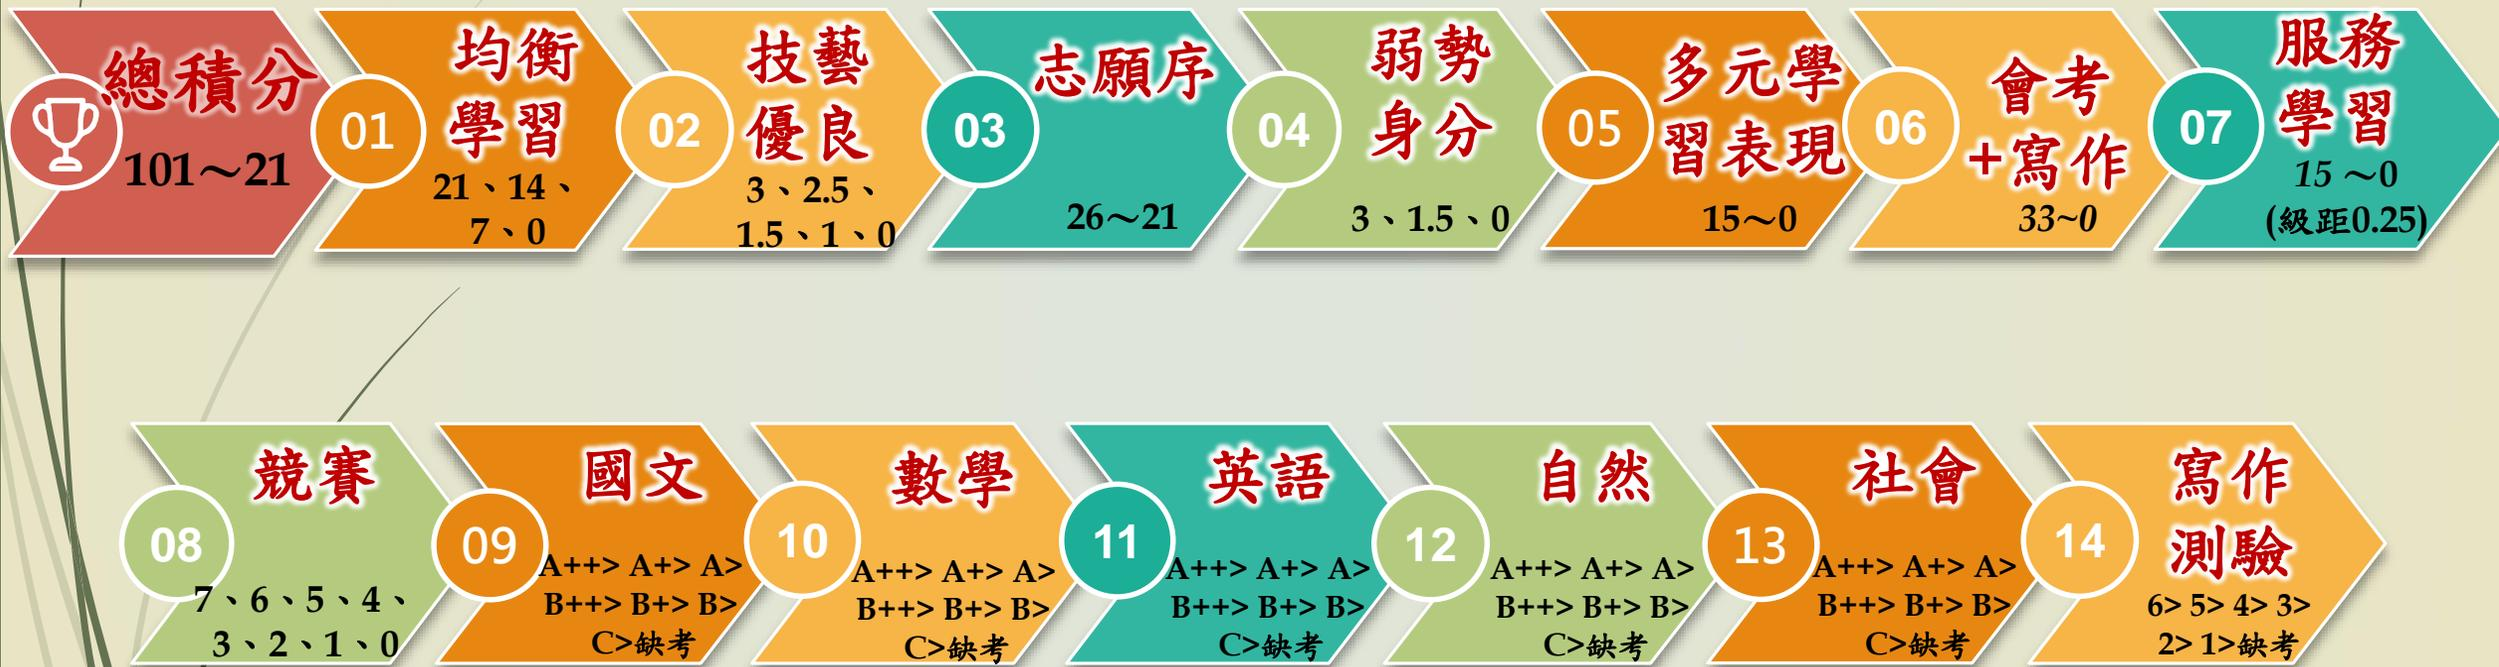 總積分
101～21
01
均衡
學習
21、14、
7、0
02
技藝
優良
3、2.5、
1.5、1、0
03
志願序
26～21
04
弱勢
身分
3、1.5、0
05
多元學
習表現
15～0
06
會考
+寫作
33~0
07
服務
學習
15 ～0
(級距0.25)
08
競賽
7、6、5、4、
3、2、1、0
09
國文
A++> A+> A>
B++> B+> B>
C>缺考
10
數學
A++> A+> A>
B++> B+> B>
C>缺考
11
英語
A++> A+> A>
B++> B+> B>
C>缺考
12
自然
A++> A+> A>
B++> B+> B>
C>缺考
13
社會
A++> A+> A>
B++> B+> B>
C>缺考
14
寫作
測驗
6> 5> 4> 3>
2> 1>缺考